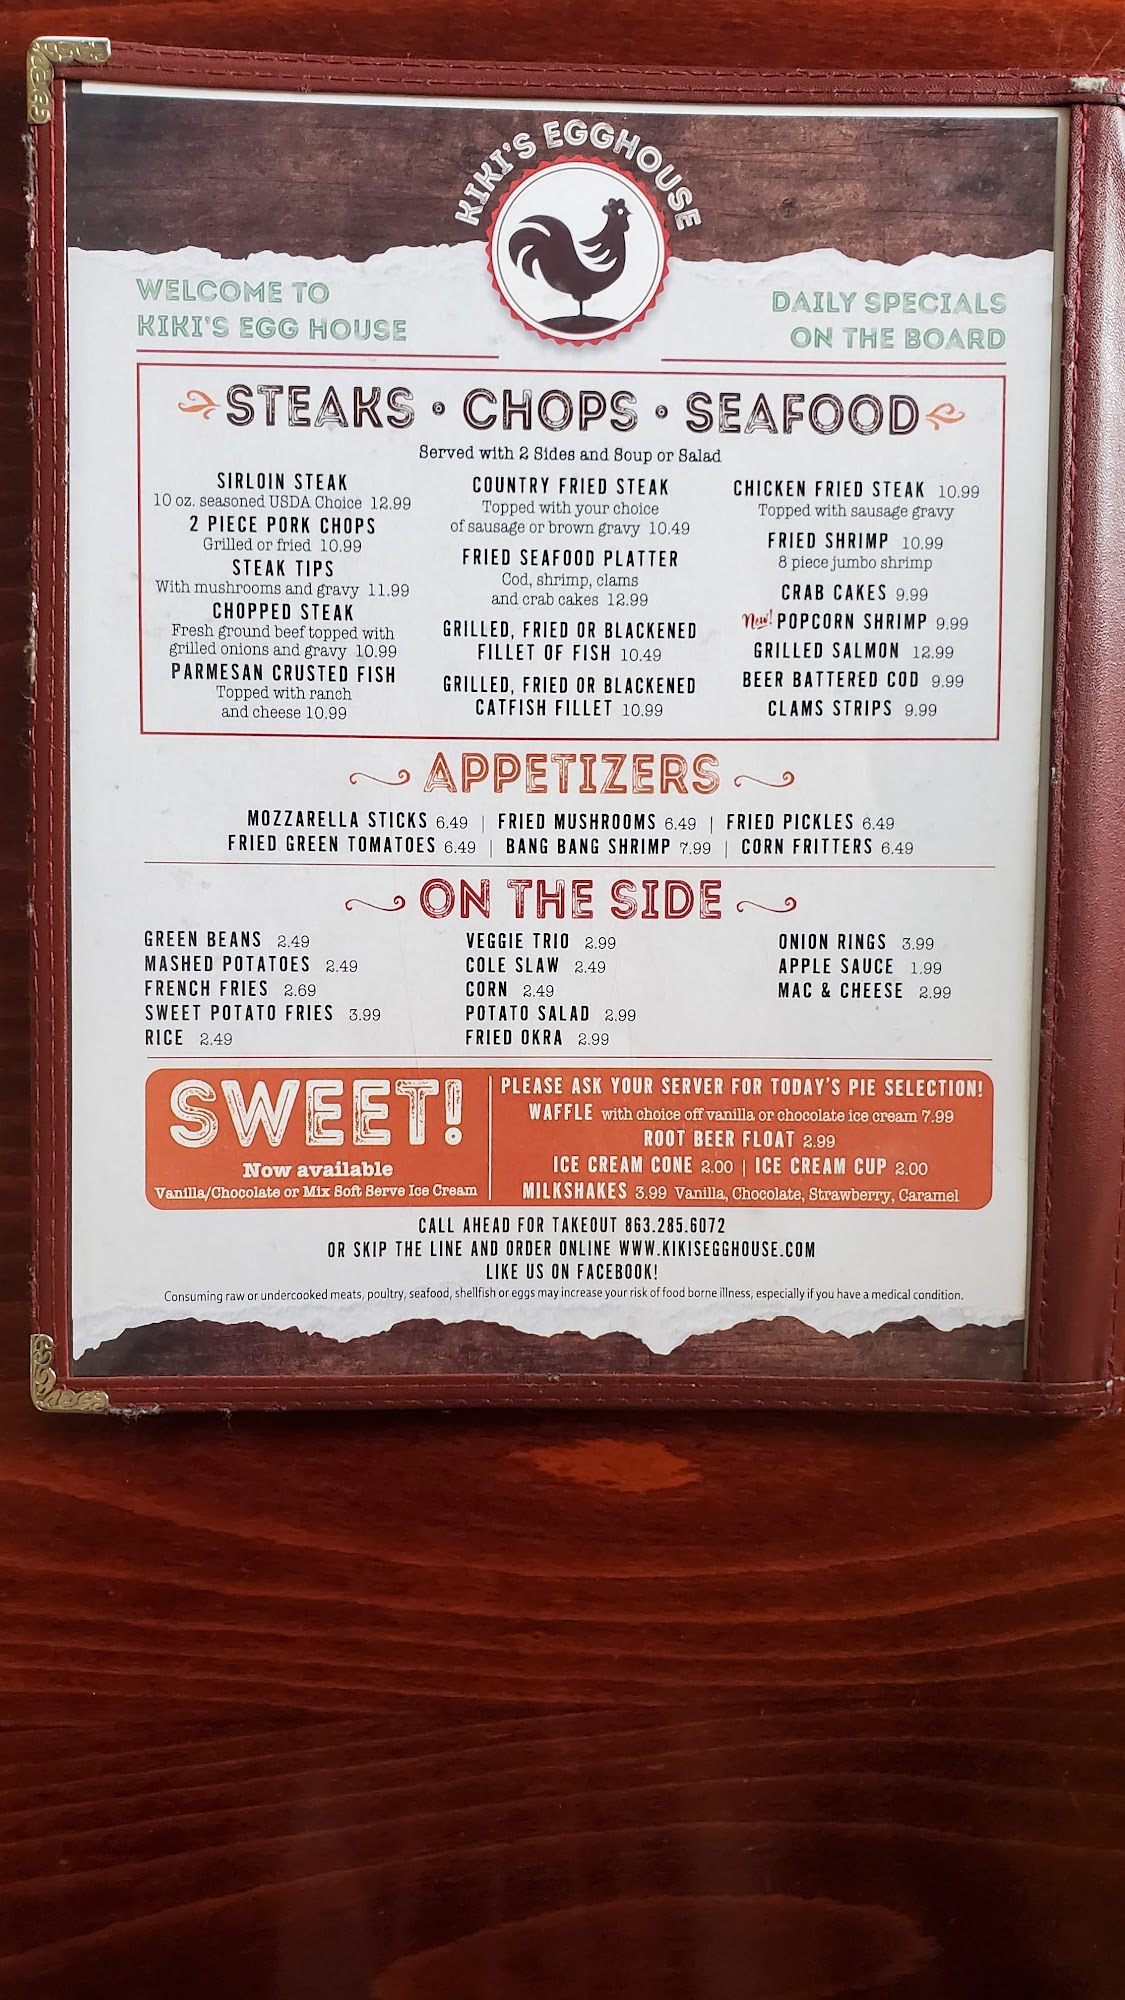 KIKI'S EGGHOUSE
WELCOME TO
KIKI'S EGG HOUSE
DAILY SPECIALS
ON THE BOARD
STEAKS • CHOPS • SEAFOOD
Served with 2 Sides and Soup or Salad
SIRLOIN STEAK
10 oz. seasoned USDA Choice 12.99
2 PIECE PORK CHOPS
Grilled or fried 10.99
STEAK TIPS
With mushrooms and gravy 11.99
CHOPPED STEAK
Fresh ground beef topped with
grilled onions and gravy 10.99
PARMESAN CRUSTED FISH
Topped with ranch
and cheese 10.99
COUNTRY FRIED STEAK
Topped with your choice
of sausage or brown gravy 10.49
FRIED SEAFOOD PLATTER
Cod, shrimp, clams
and crab cakes 12.99
GRILLED, FRIED OR BLACKENED
FILLET OF FISH 10.49
GRILLED, FRIED OR BLACKENED
CATFISH FILLET 10.99
CHICKEN FRIED STEAK 10.99
Topped with sausage gravy
FRIED SHRIMP 10.99
8 piece jumbo shrimp
CRAB CAKES 9.99
New! POPCORN SHRIMP 9.99
GRILLED SALMON 12.99
BEER BATTERED COD 9.99
CLAMS STRIPS 9.99
APPETIZERS
MOZZARELLA STICKS 6.49 | FRIED MUSHROOMS 6.49 | FRIED PICKLES 6.49
FRIED GREEN TOMATOES 6.49 | BANG BANG SHRIMP 7.99 | CORN FRITTERS 6.49
ON THE SIDE
GREEN BEANS 2.49
MASHED POTATOES 2.49
FRENCH FRIES 2.69
SWEET POTATO FRIES 3.99
RICE 2.49
VEGGIE TRIO 2.99
COLE SLAW 2.49
CORN 2.49
POTATO SALAD 2.99
FRIED OKRA 2.99
ONION RINGS 3.99
APPLE SAUCE 1.99
MAC & CHEESE 2.99
SWEET!
Now available
Vanilla/Chocolate or Mix Soft Serve Ice Cream
PLEASE ASK YOUR SERVER FOR TODAY'S PIE SELECTION!
WAFFLE with choice off vanilla or chocolate ice cream 7.99
ROOT BEER FLOAT 2.99
ICE CREAM CONE 2.00 | ICE CREAM CUP 2.00
MILKSHAKES 3.99 Vanilla, Chocolate, Strawberry, Caramel
CALL AHEAD FOR TAKEOUT 863.285.6072
OR SKIP THE LINE AND ORDER ONLINE WWW.KIKISEGGHOUSE.COM
LIKE US ON FACEBOOK!
Consuming raw or undercooked meats, poultry, seafood, shellfish or eggs may increase your risk of food borne illness, especially if you have a medical condition.